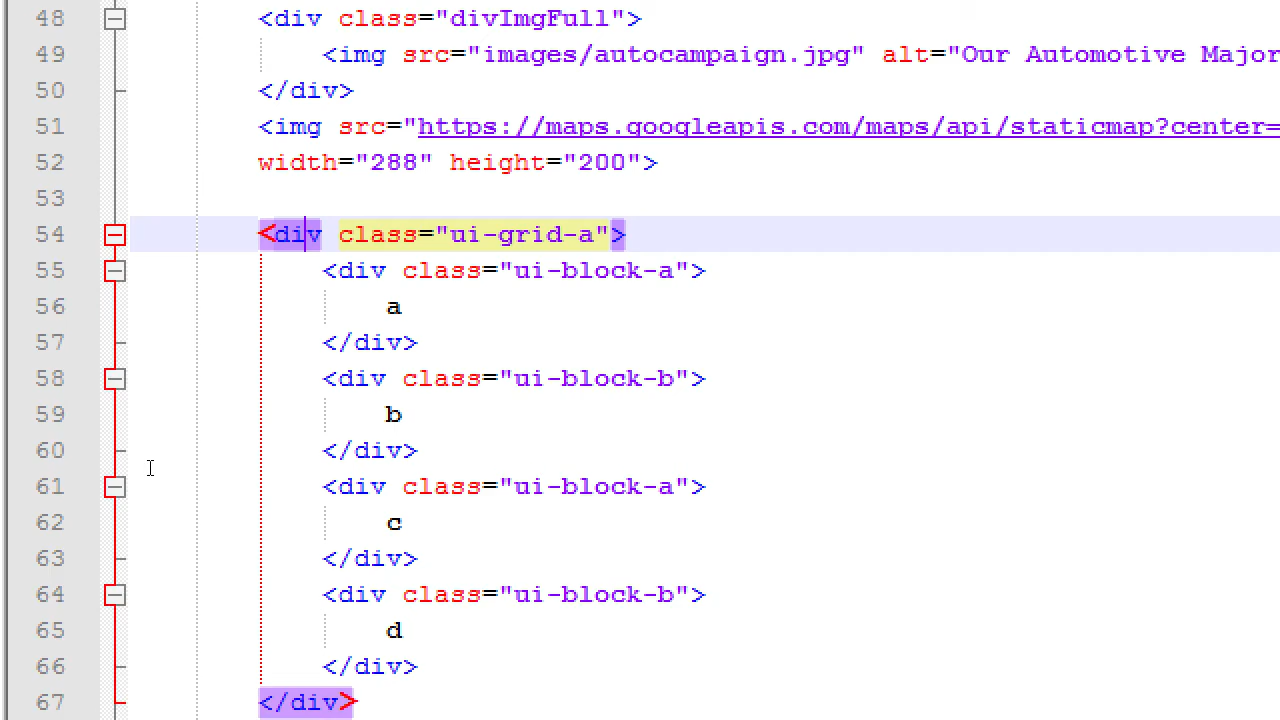 48 <div class="divImgFull">
49 <img src="images/autocampaign.jpg" alt="Our Automotive Major
50 </div>
51 <img src="https://maps.googleapis.com/maps/api/staticmap?center=
52 width="288" height="200">
53
54 <div class="ui-grid-a">
55 <div class="ui-block-a">
56 a
57 </div>
58 <div class="ui-block-b">
59 b
60 </div>
61 <div class="ui-block-a">
62 c
63 </div>
64 <div class="ui-block-b">
65 d
66 </div>
67 </div>